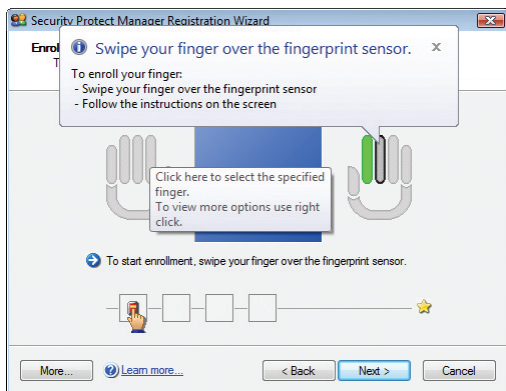 Security Protect Manager Registration Wizard
Enrol
T
Swipe your finger over the fingerprint sensor.
To enroll your finger:
- Swipe your finger over the fingerprint sensor
- Follow the instructions on the screen
Click here to select the specified
finger.
To view more options use right
click.
To start enrollment, swipe your finger over the fingerprint sensor.
More...
Learn more...
< Back
Next >
Cancel